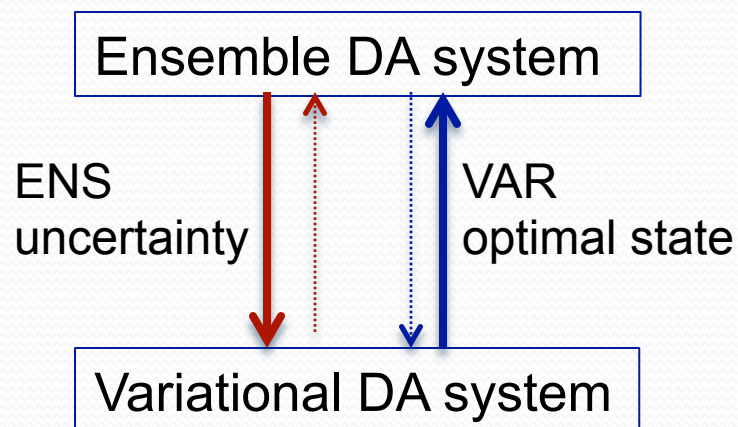 Ensemble DA system
ENS
uncertainty
VAR
optimal state
Variational DA system